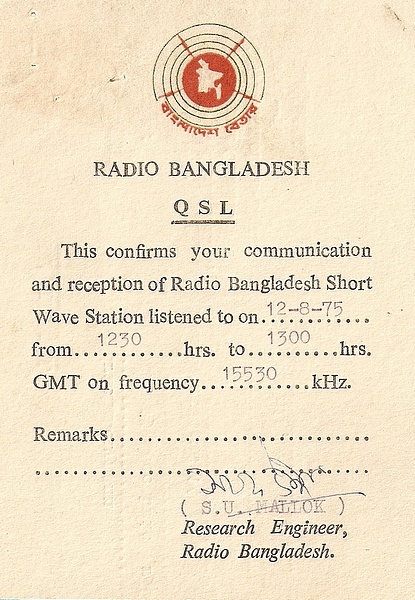 বাংলাদেশ বেতার
RADIO BANGLADESH
QSL
This confirms your communication
and reception of Radio Bangladesh Short
Wave Station listened to on 12-8-75
from 1230 hrs. to 1300 hrs.
GMT on frequency 15530 kHz.
Remarks
( S.U. MALLOK )
Research Engineer,
Radio Bangladesh.